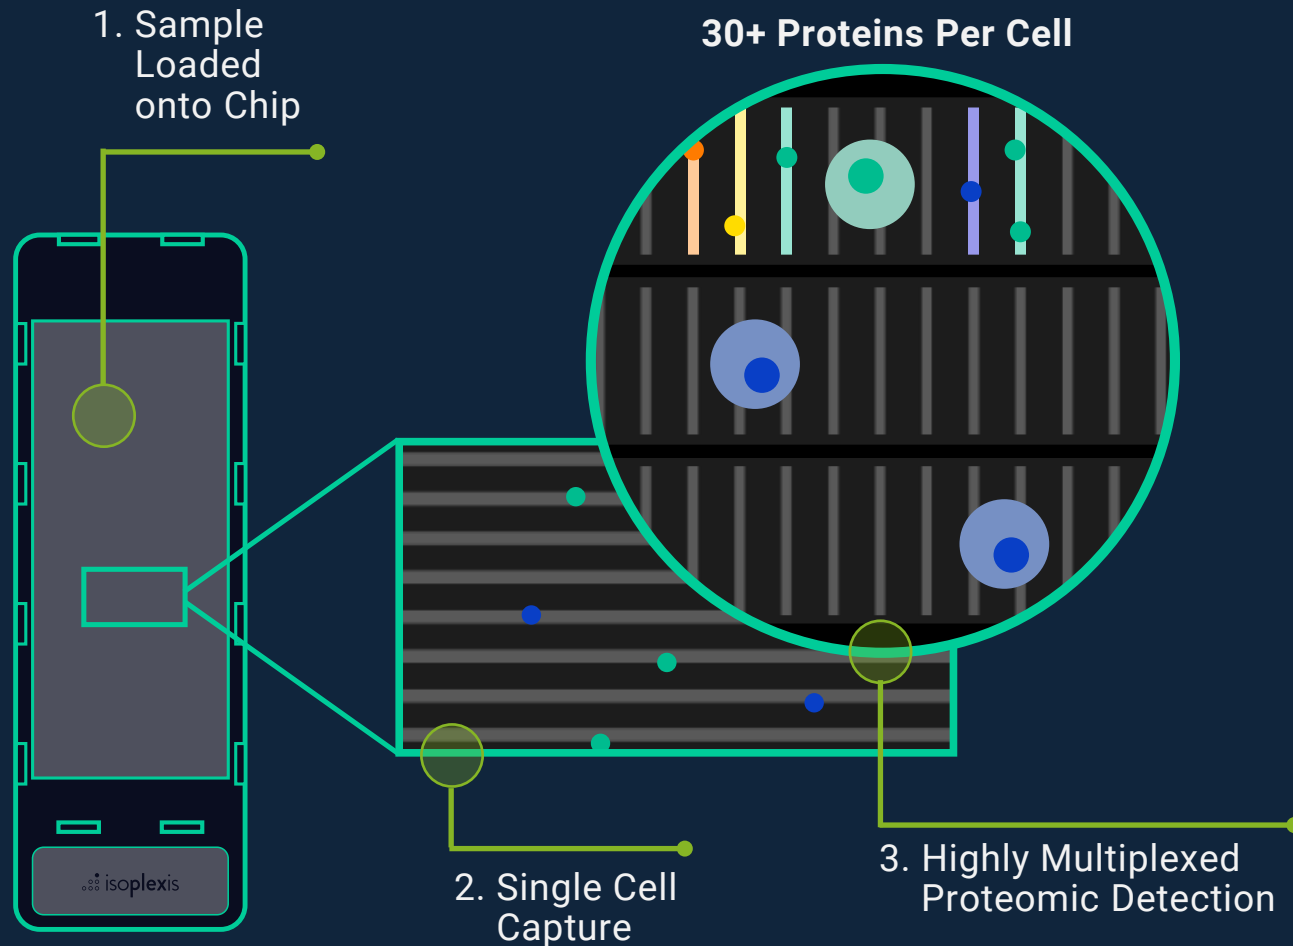 1. Sample
Loaded
onto Chip
30+ Proteins Per Cell
isoplexis
2. Single Cell
Capture
3. Highly Multiplexed
Proteomic Detection